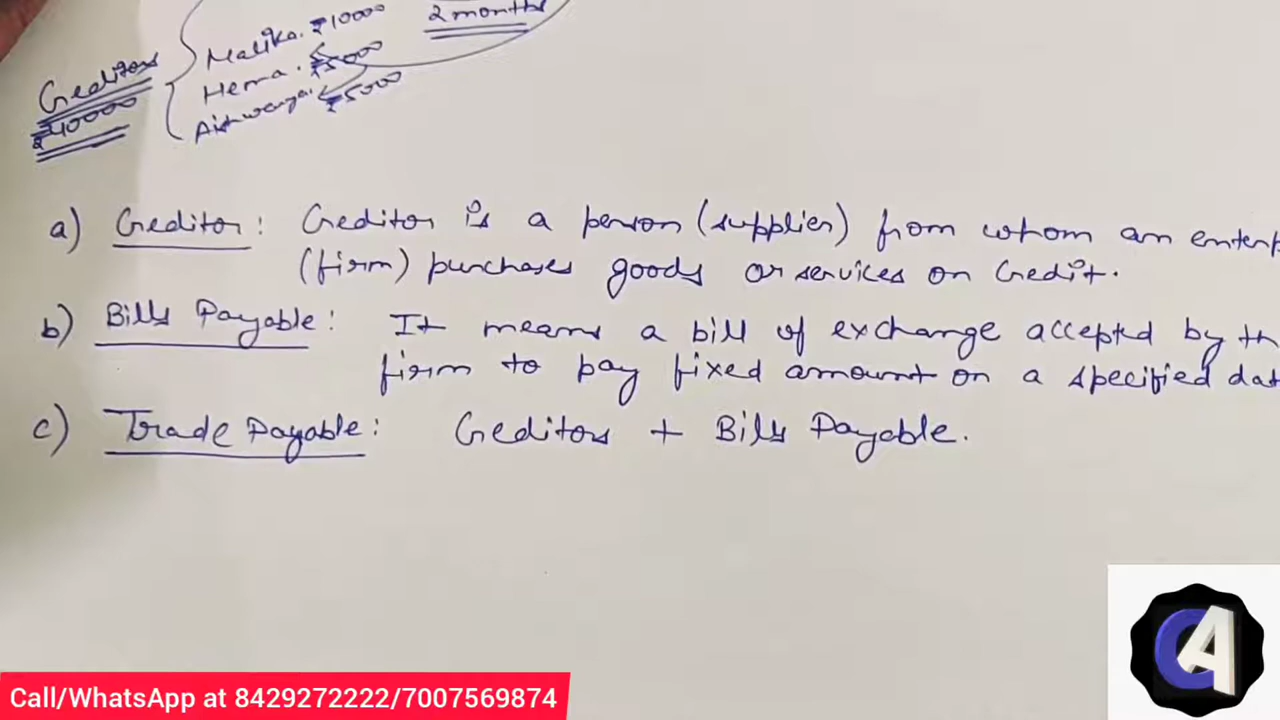 Malika. ₹10000
2 months
Hema. ₹5000
Creditors
₹40000
₹5000
a) Creditor: Creditor is a person (supplier) from whom an enterp
(firm) purchases goods or services on Credit.
b) Bills Payable: It means a bill of exchange accepted by th
firm to pay fixed amount on a specified dat
c) Trade Payable: Creditors + Bills Payable.
CA
Call/WhatsApp at 8429272222/7007569874